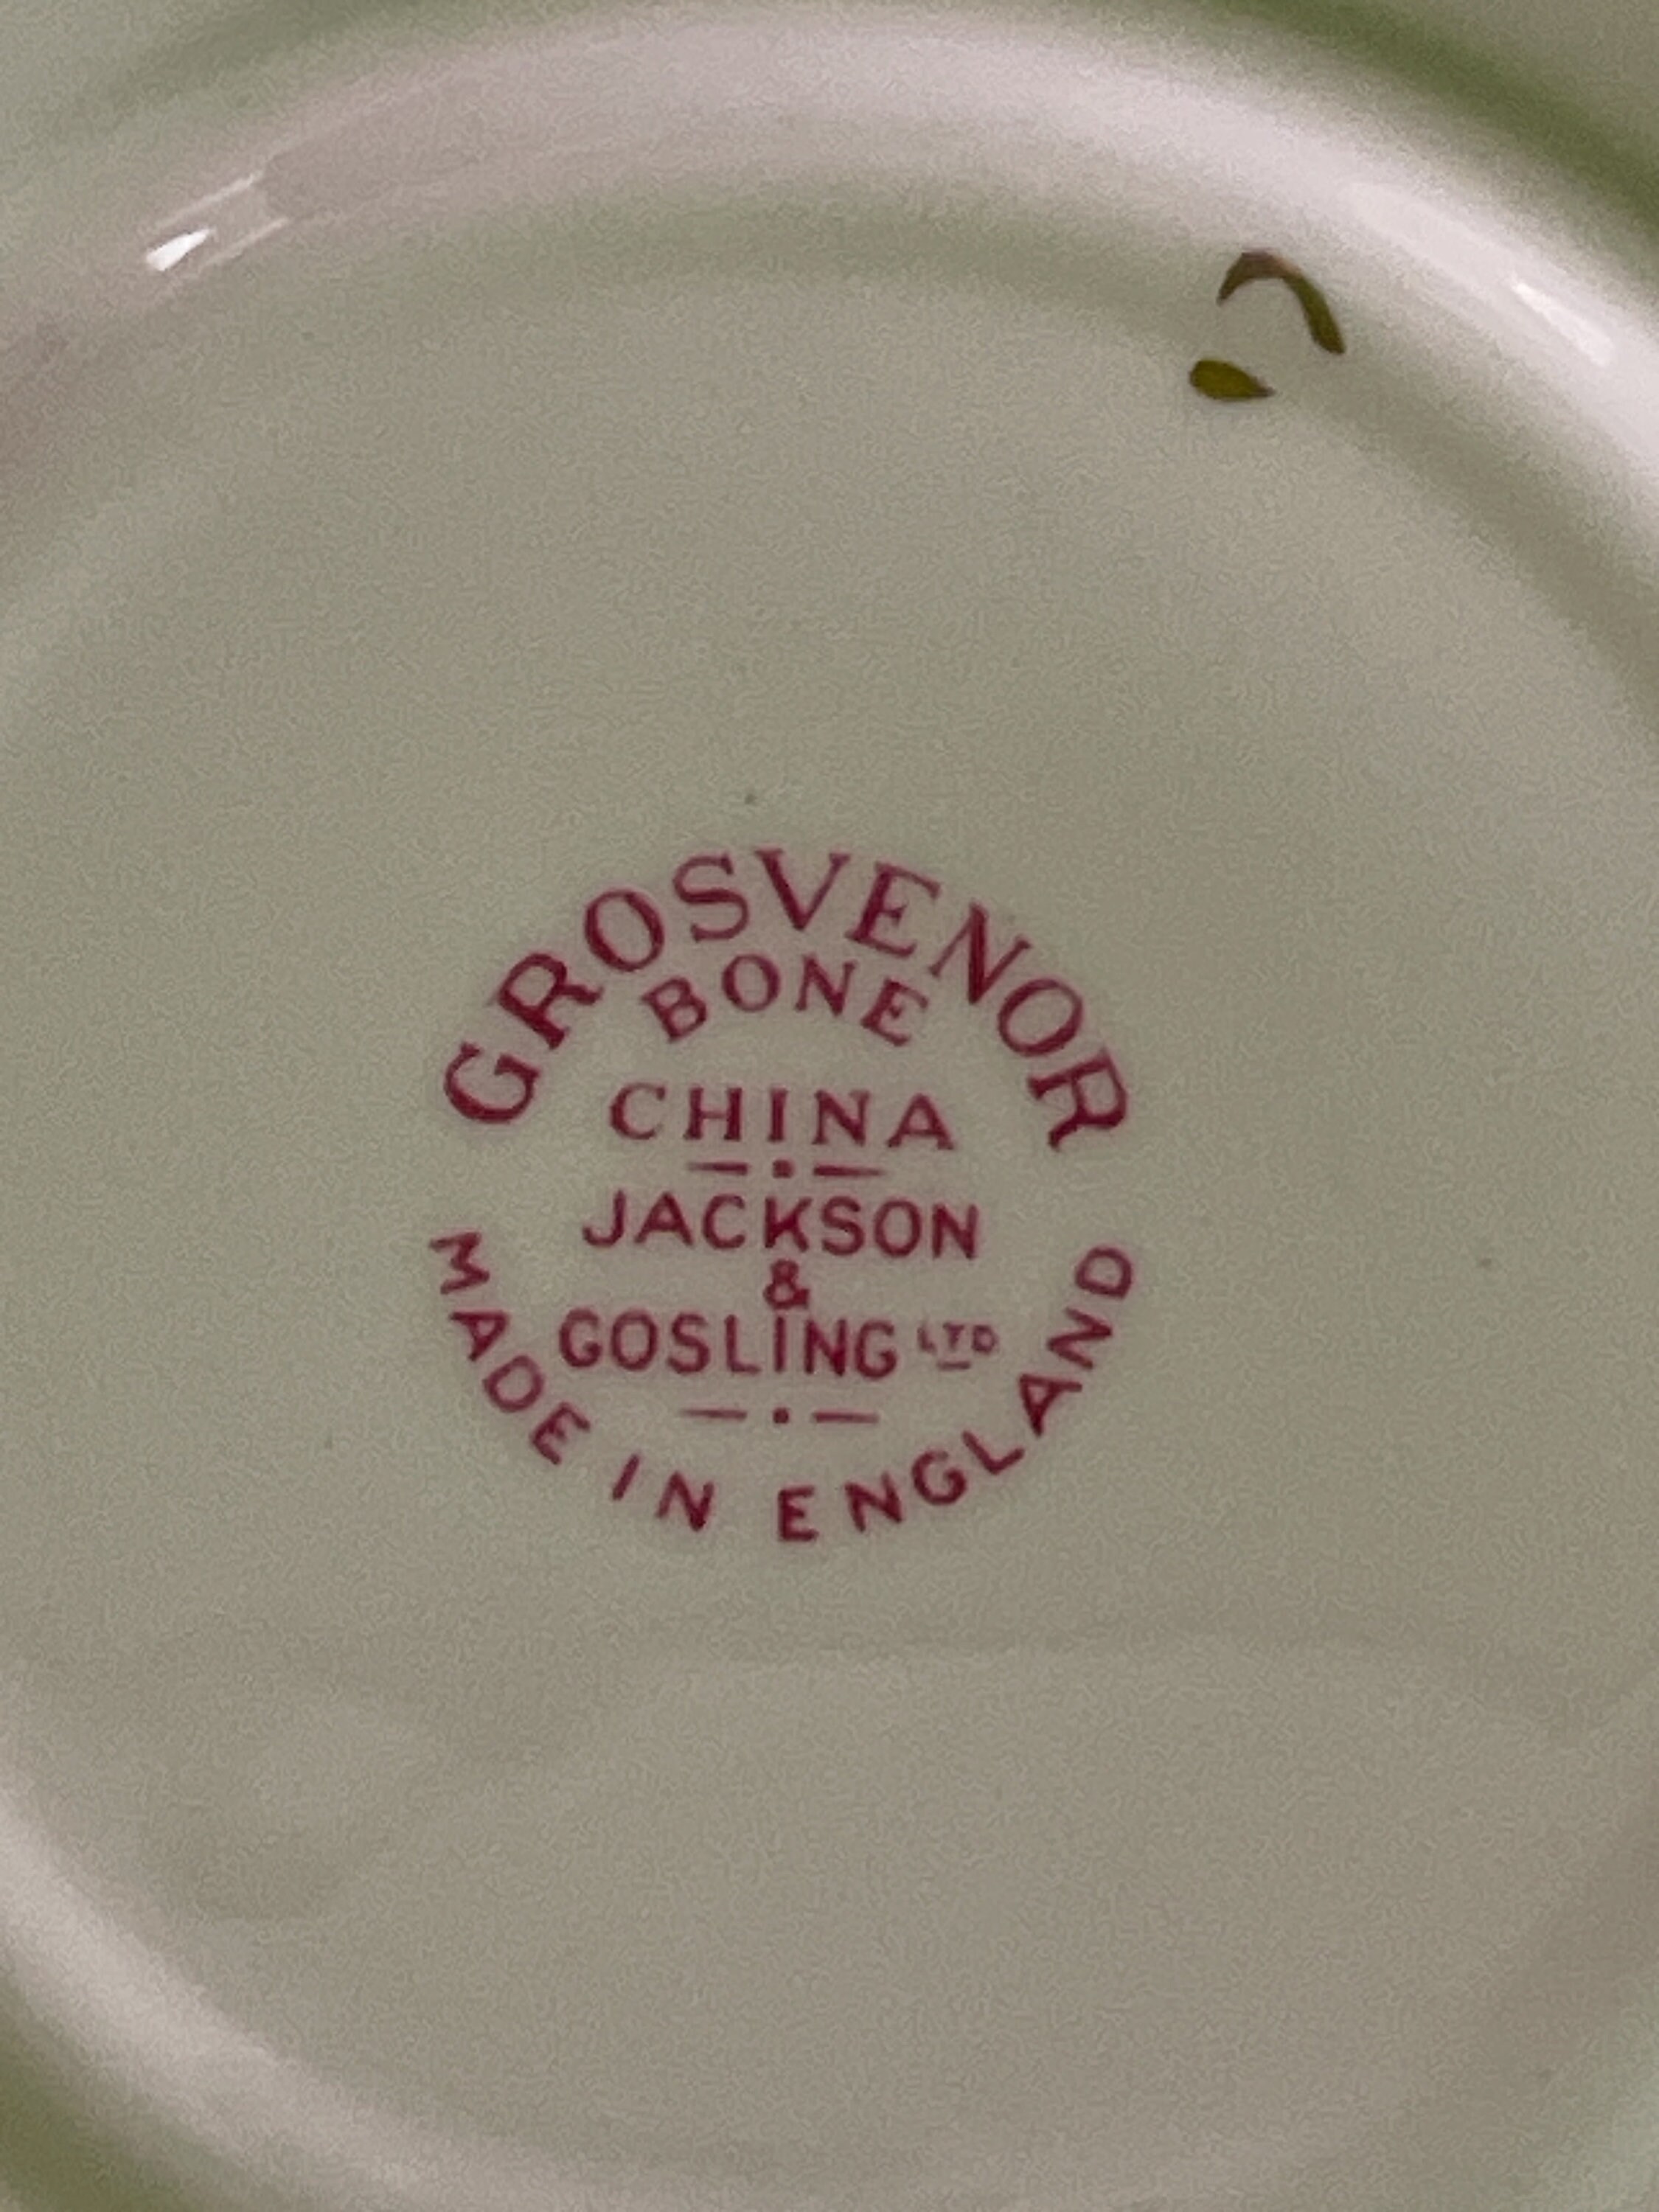 GROSVENOR
BONE
CHINA
JACKSON
&
GOSLING LTD
MADE IN ENGLAND